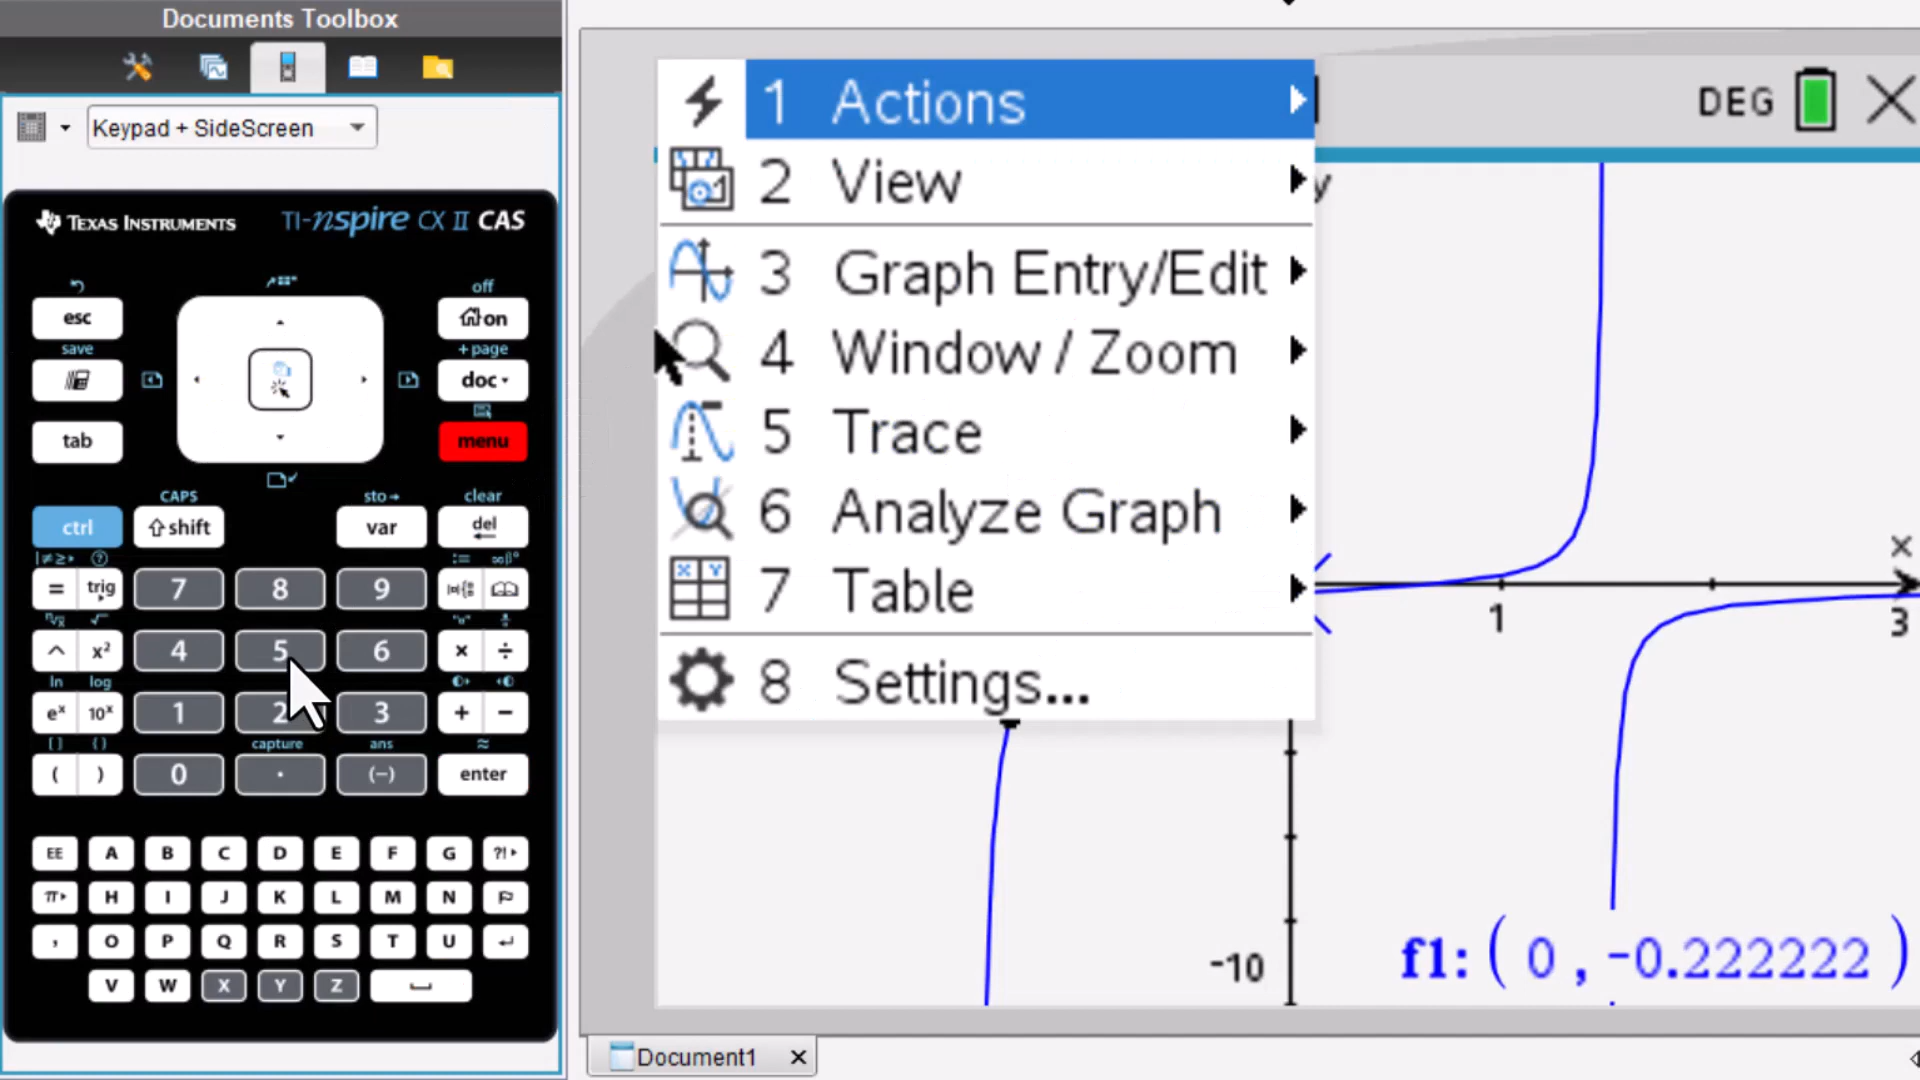 Documents Toolbox
Keypad + SideScreen
TEXAS INSTRUMENTS TI-nspire CX II CAS
off
esc
on
save
+ page
doc
tab
menu
CAPS
sto→
clear
ctrl
shift
var
del
= trig 7 8 9
^ x² 4 5 6 × ÷
ln log
eˣ 10ˣ 1 2 3 + −
[] {} capture ans ≈
( ) 0 . (−) enter
EE A B C D E F G ?!▸
π▸ H I J K L M N
, O P Q R S T U
V W X Y Z
1 Actions
2 View
3 Graph Entry/Edit
4 Window / Zoom
5 Trace
6 Analyze Graph
7 Table
8 Settings...
DEG
y
x
1
3
-10
f1: ( 0 , -0.222222 )
Document1